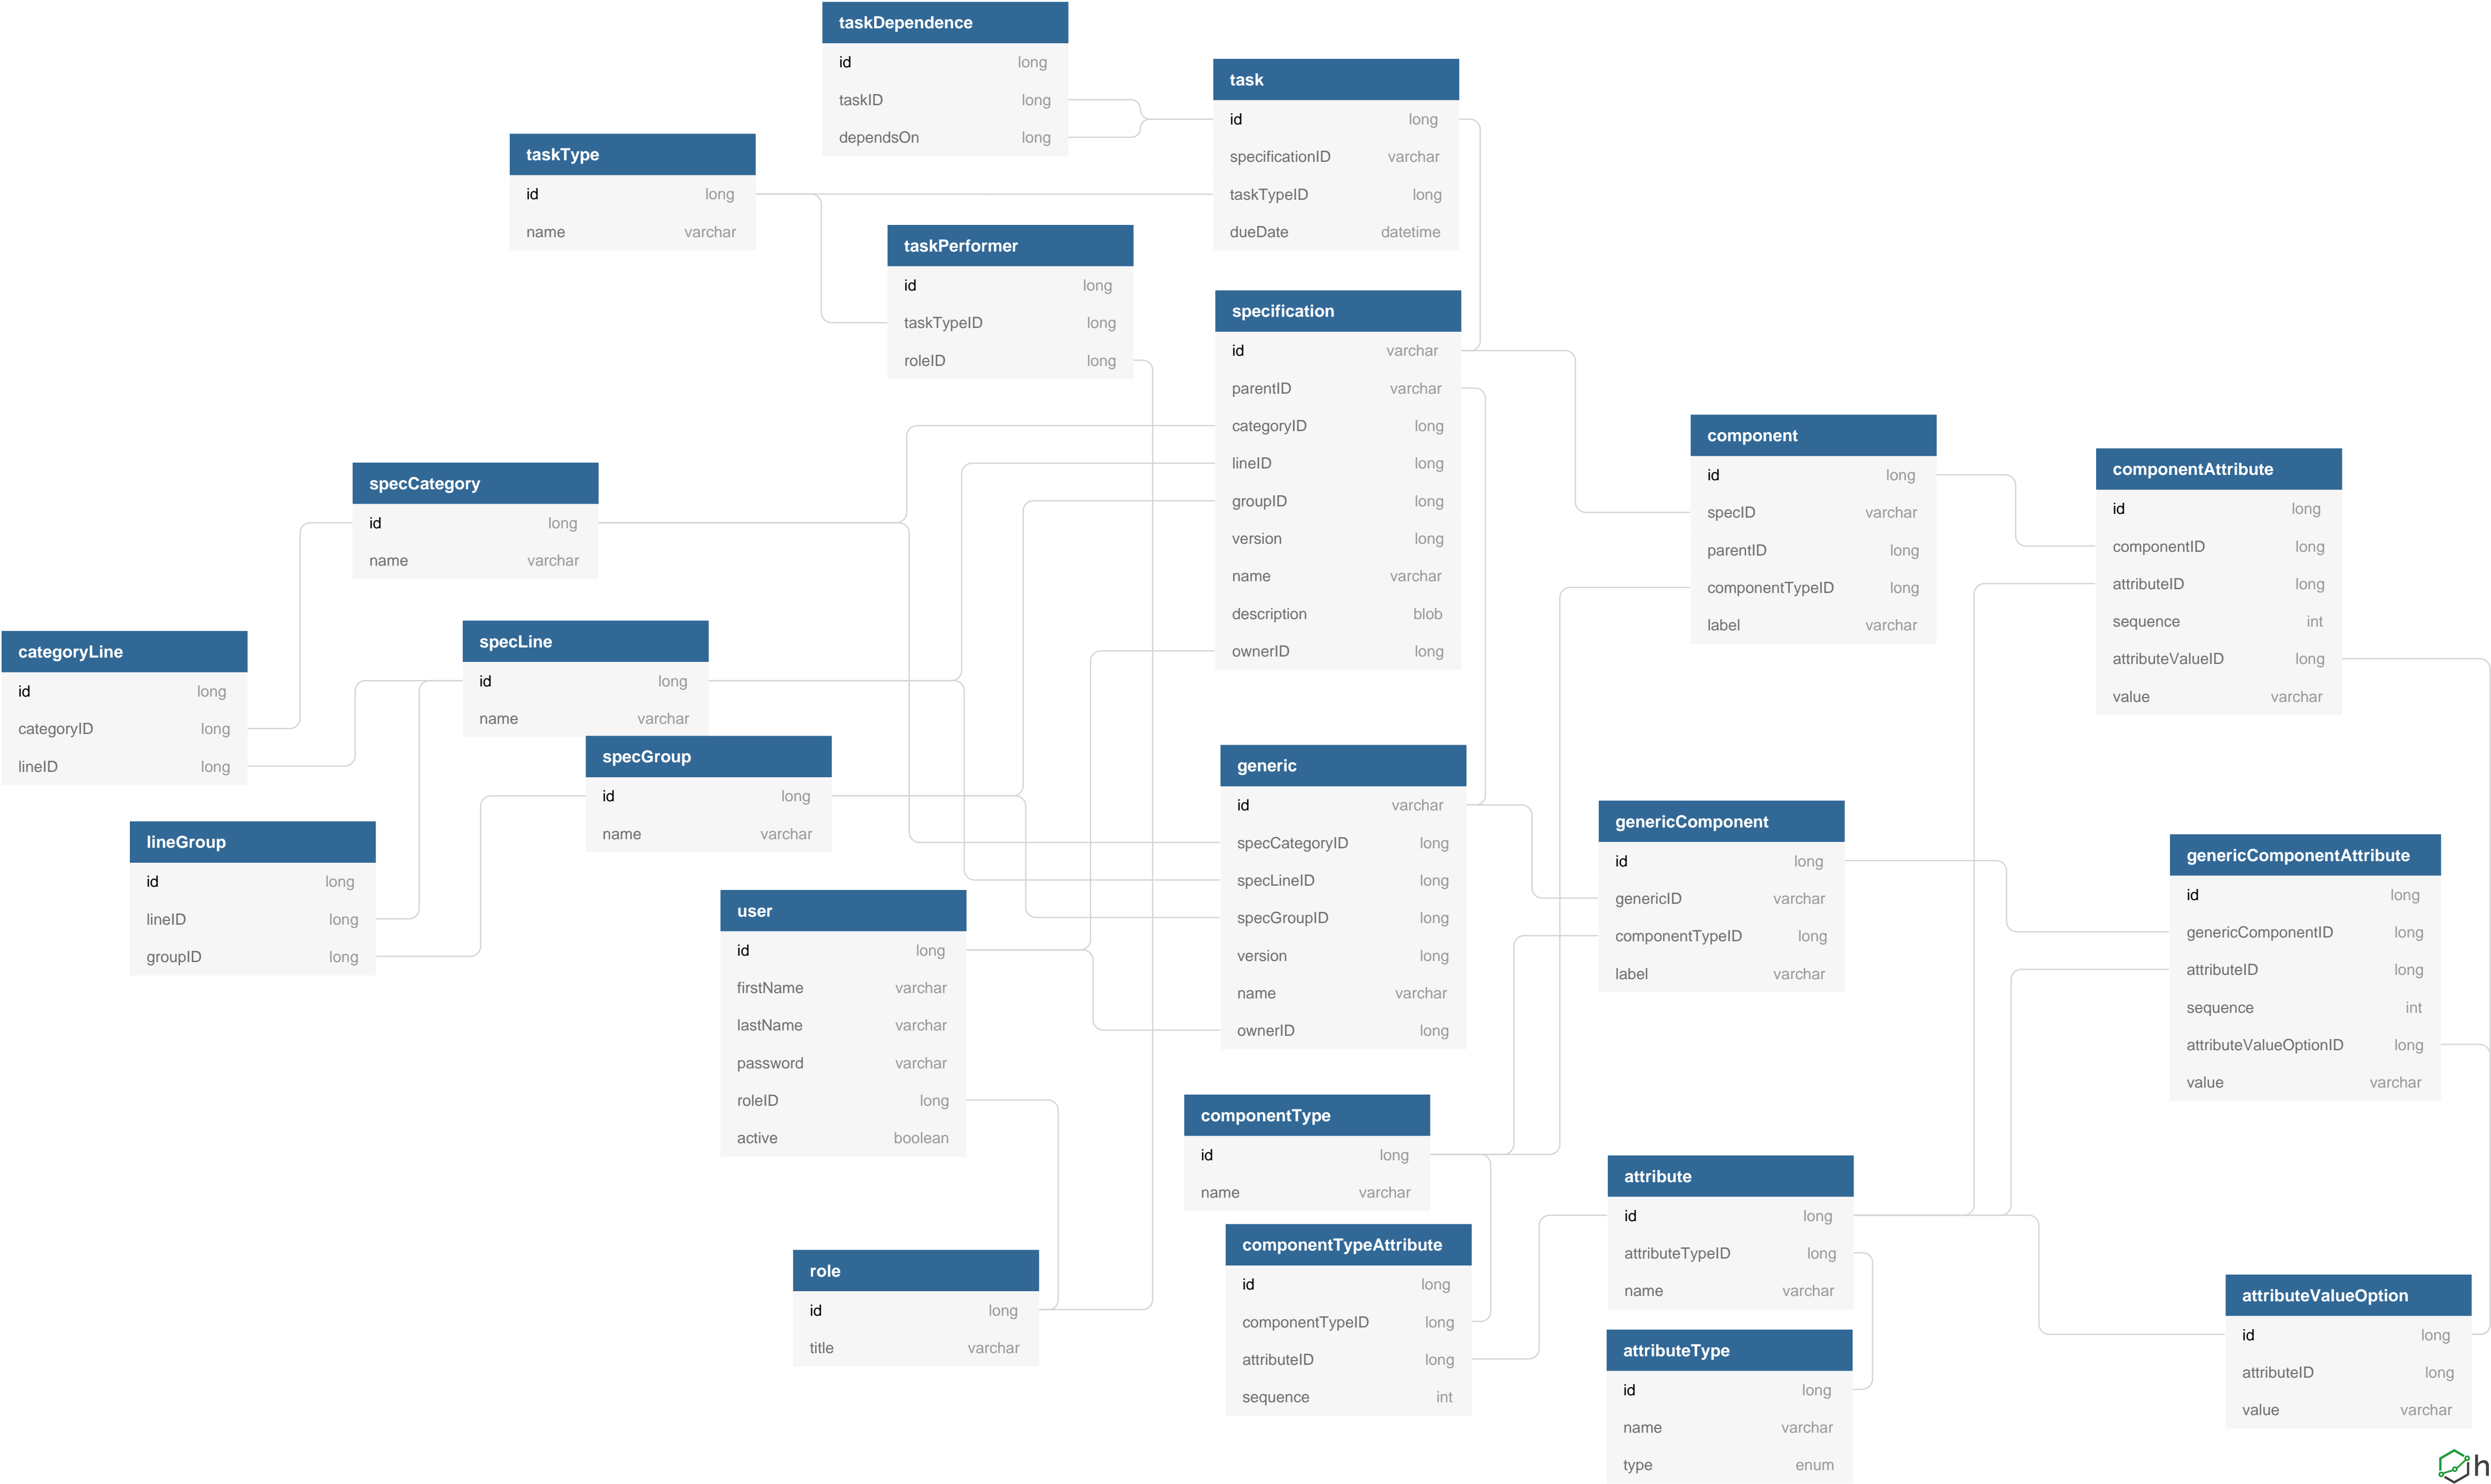 taskDependence
id long
taskID long
dependsOn long
task
id long
specificationID varchar
taskTypeID long
dueDate datetime
taskType
id long
name varchar
taskPerformer
id long
taskTypeID long
roleID long
specification
id varchar
parentID varchar
categoryID long
lineID long
groupID long
version long
name varchar
description blob
ownerID long
component
id long
specID varchar
parentID long
componentTypeID long
label varchar
componentAttribute
id long
componentID long
attributeID long
sequence int
attributeValueID long
value varchar
specCategory
id long
name varchar
categoryLine
id long
categoryID long
lineID long
specLine
id long
name varchar
specGroup
id long
name varchar
lineGroup
id long
lineID long
groupID long
generic
id varchar
specCategoryID long
specLineID long
specGroupID long
version long
name varchar
ownerID long
genericComponent
id long
genericID varchar
componentTypeID long
label varchar
genericComponentAttribute
id long
genericComponentID long
attributeID long
sequence int
attributeValueOptionID long
value varchar
user
id long
firstName varchar
lastName varchar
password varchar
roleID long
active boolean
componentType
id long
name varchar
attribute
id long
attributeTypeID long
name varchar
componentTypeAttribute
id long
componentTypeID long
attributeID long
sequence int
role
id long
title varchar
attributeValueOption
id long
attributeID long
value varchar
attributeType
id long
name varchar
type enum